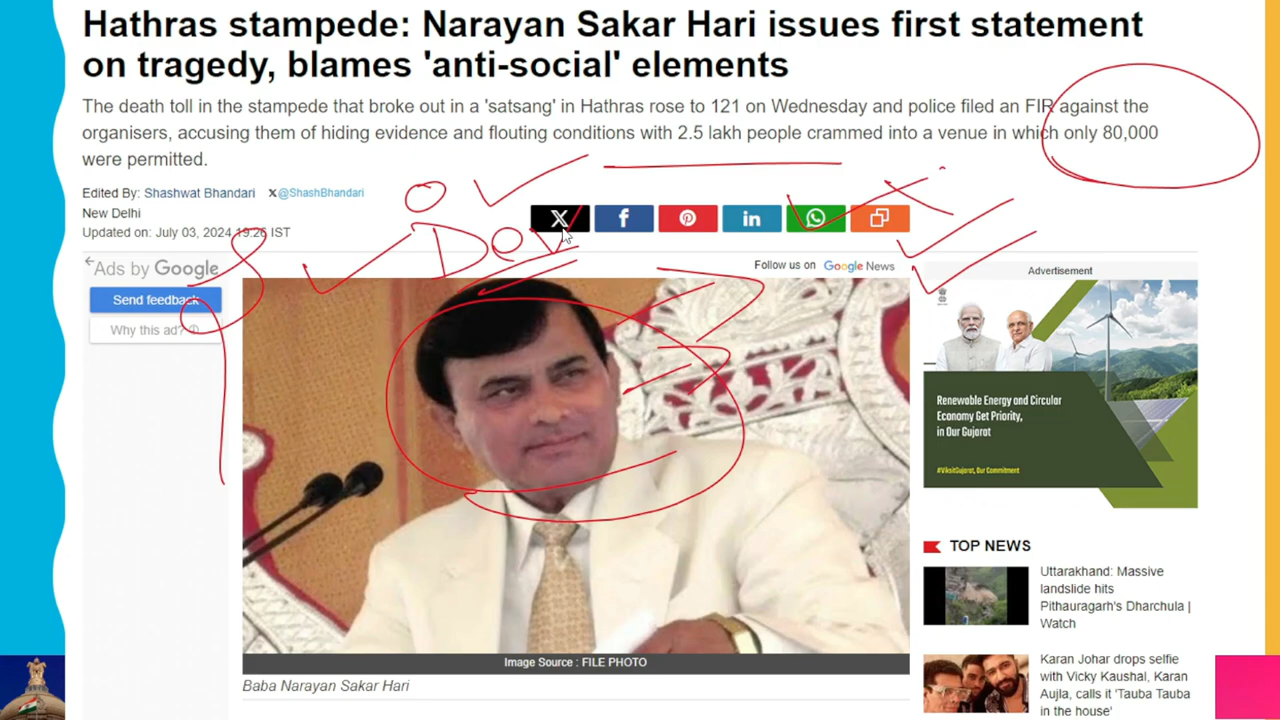 Hathras stampede: Narayan Sakar Hari issues first statement
on tragedy, blames 'anti-social' elements
The death toll in the stampede that broke out in a 'satsang' in Hathras rose to 121 on Wednesday and police filed an FIR against the
organisers, accusing them of hiding evidence and flouting conditions with 2.5 lakh people crammed into a venue in which only 80,000
were permitted.
Edited By: Shashwat Bhandari X@ShashBhandari
New Delhi
Updated on: July 03, 2024 19:26 IST
Follow us on Google News
Ads by Google
Send feedback
Why this ad?
Image Source : FILE PHOTO
Baba Narayan Sakar Hari
Advertisement
Renewable Energy and Circular
Economy Get Priority,
in Our Gujarat
#ViksitGujarat, Our Commitment
TOP NEWS
Uttarakhand: Massive
landslide hits
Pithauragarh's Dharchula |
Watch
Karan Johar drops selfie
with Vicky Kaushal, Karan
Aujla, calls it 'Tauba Tauba
in the house'